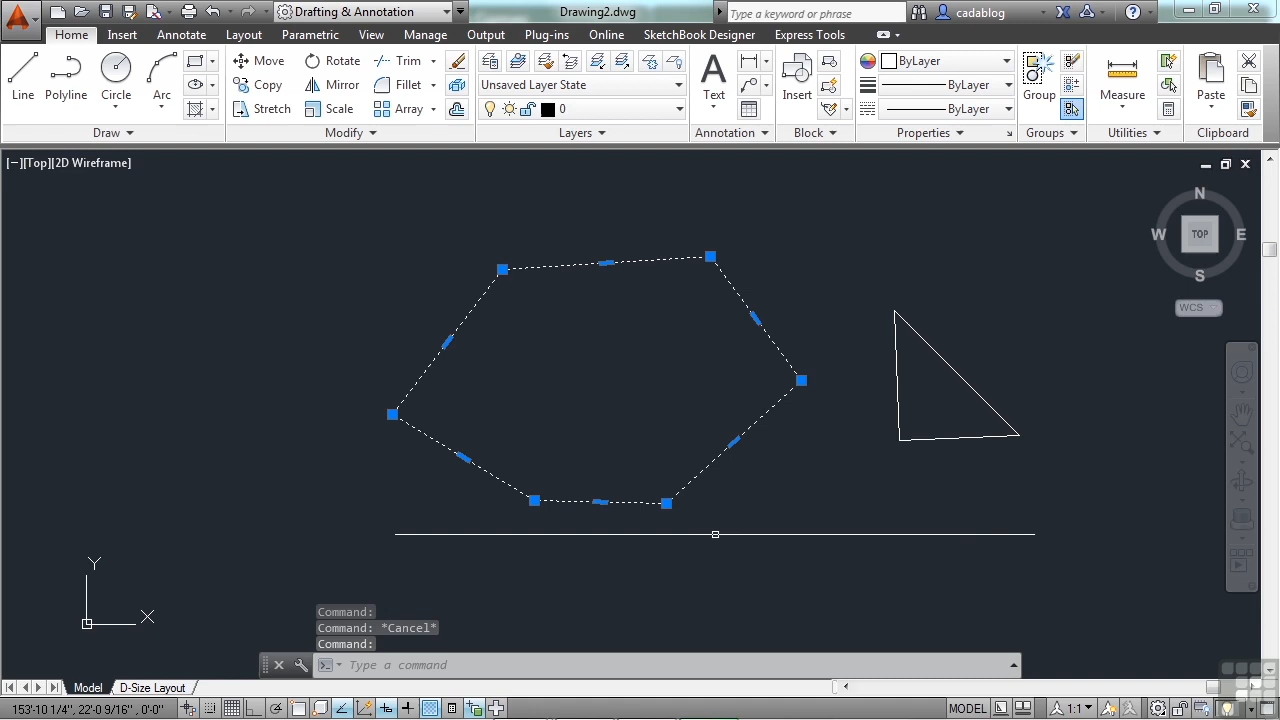 Drafting & Annotation
Drawing2.dwg
Type a keyword or phrase
cadablog
Home Insert Annotate Layout Parametric View Manage Output Plug-ins Online SketchBook Designer Express Tools
Line Polyline Circle Arc
Move Rotate Trim
Copy Mirror Fillet
Stretch Scale Array
Unsaved Layer State
0
Text
Insert
ByLayer
ByLayer
ByLayer
Group
Measure
Paste
Draw Modify Layers Annotation Block Properties Groups Utilities Clipboard
[−][Top][2D Wireframe]
N
W TOP E
S
WCS
Y
X
Command:
Command: *Cancel*
Command:
Type a command
Model D-Size Layout
153'-10 1/4", 22'-0 9/16" , 0'-0"
MODEL
1:1